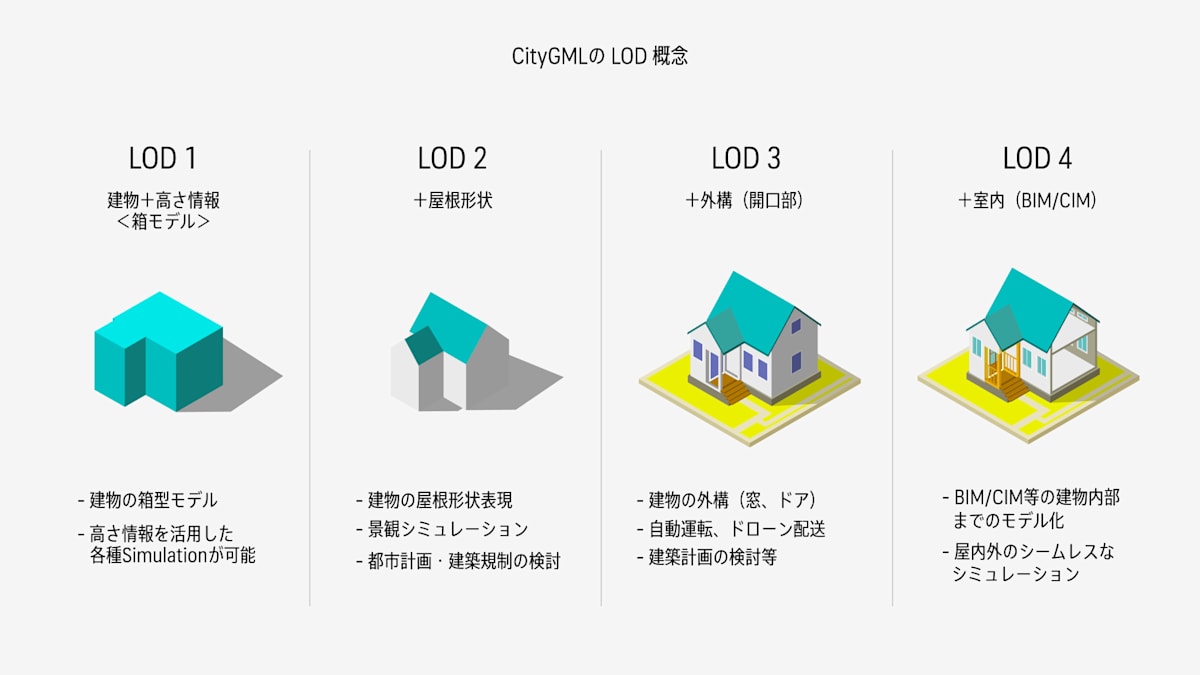 CityGMLの LOD 概念
LOD 1
建物＋高さ情報
＜箱モデル＞
- 建物の箱型モデル
- 高さ情報を活用した
各種Simulationが可能
LOD 2
＋屋根形状
- 建物の屋根形状表現
- 景観シミュレーション
- 都市計画・建築規制の検討
LOD 3
＋外構（開口部）
- 建物の外構（窓、ドア）
- 自動運転、ドローン配送
- 建築計画の検討等
LOD 4
＋室内（BIM/CIM）
- BIM/CIM等の建物内部
までのモデル化
- 屋内外のシームレスな
シミュレーション